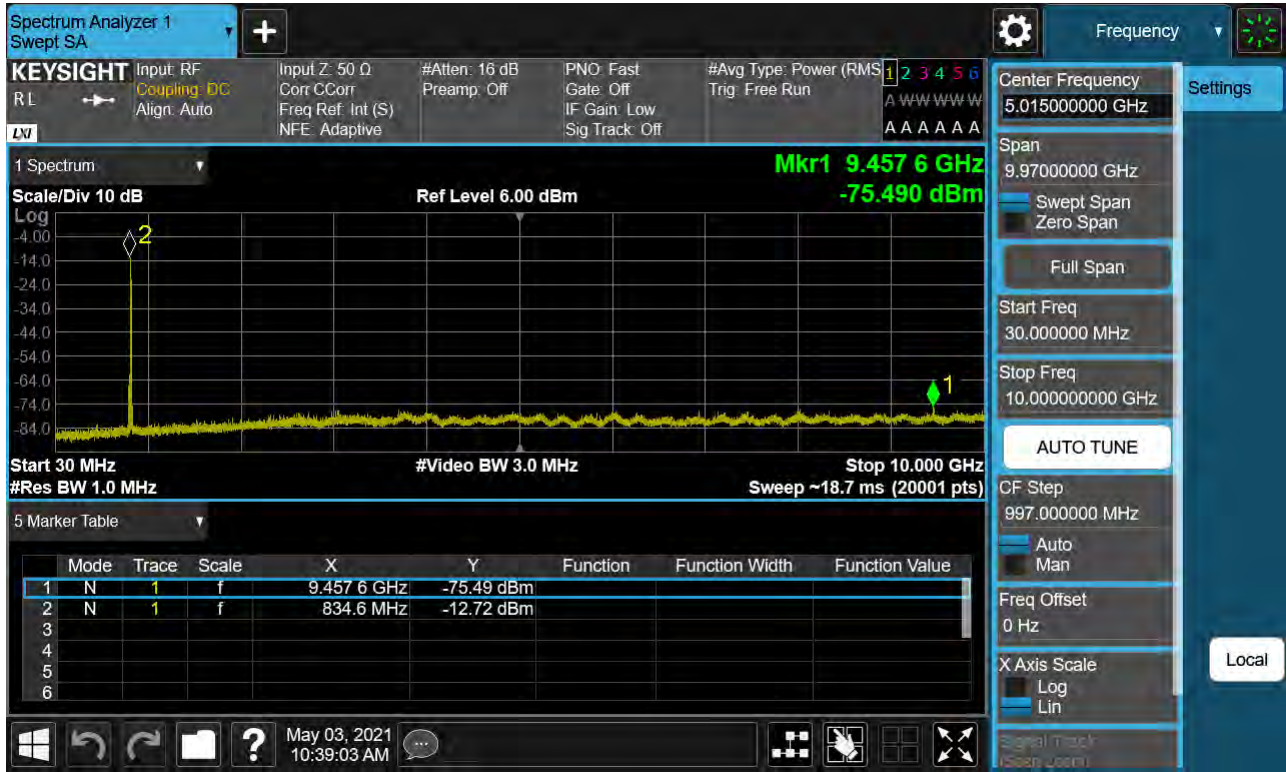 Spectrum Analyzer 1
Swept SA
+
Frequency
KEYSIGHT
RL
LXI
Input: RF
Coupling: DC
Align: Auto
Input Z: 50 Ω
Corr CCorr
Freq Ref: Int (S)
NFE: Adaptive
#Atten: 16 dB
Preamp: Off
PNO: Fast
Gate: Off
IF Gain: Low
Sig Track: Off
#Avg Type: Power (RMS
Trig: Free Run
1 2 3 4 5 6
A W W W W W
A A A A A A
1 Spectrum
Scale/Div 10 dB
Ref Level 6.00 dBm
Mkr1 9.457 6 GHz
-75.490 dBm
Log
-4.00
-14.0
-24.0
-34.0
-44.0
-54.0
-64.0
-74.0
-84.0
2
1
Start 30 MHz
#Video BW 3.0 MHz
Stop 10.000 GHz
#Res BW 1.0 MHz
Sweep ~18.7 ms (20001 pts)
5 Marker Table
Mode Trace Scale X Y Function Function Width Function Value
1 N 1 f 9.457 6 GHz -75.49 dBm
2 N 1 f 834.6 MHz -12.72 dBm
3
4
5
6
?
May 03, 2021
10:39:03 AM
Center Frequency
5.015000000 GHz
Settings
Span
9.97000000 GHz
Swept Span
Zero Span
Full Span
Start Freq
30.000000 MHz
Stop Freq
10.000000000 GHz
AUTO TUNE
CF Step
997.000000 MHz
Auto
Man
Freq Offset
0 Hz
X Axis Scale
Log
Lin
Local
Signal Track
(Span Zoom)